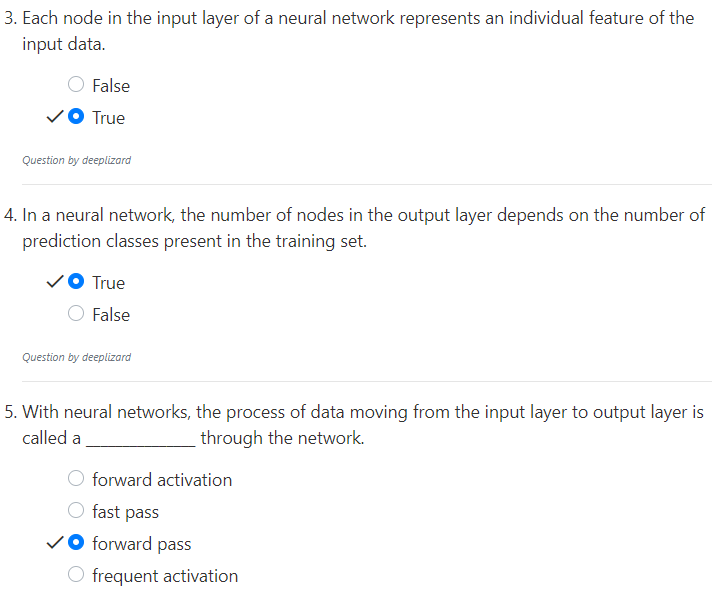 3. Each node in the input layer of a neural network represents an individual feature of the
input data.
False
True
Question by deeplizard
4. In a neural network, the number of nodes in the output layer depends on the number of
prediction classes present in the training set.
True
False
Question by deeplizard
5. With neural networks, the process of data moving from the input layer to output layer is
called a _____________ through the network.
forward activation
fast pass
forward pass
frequent activation